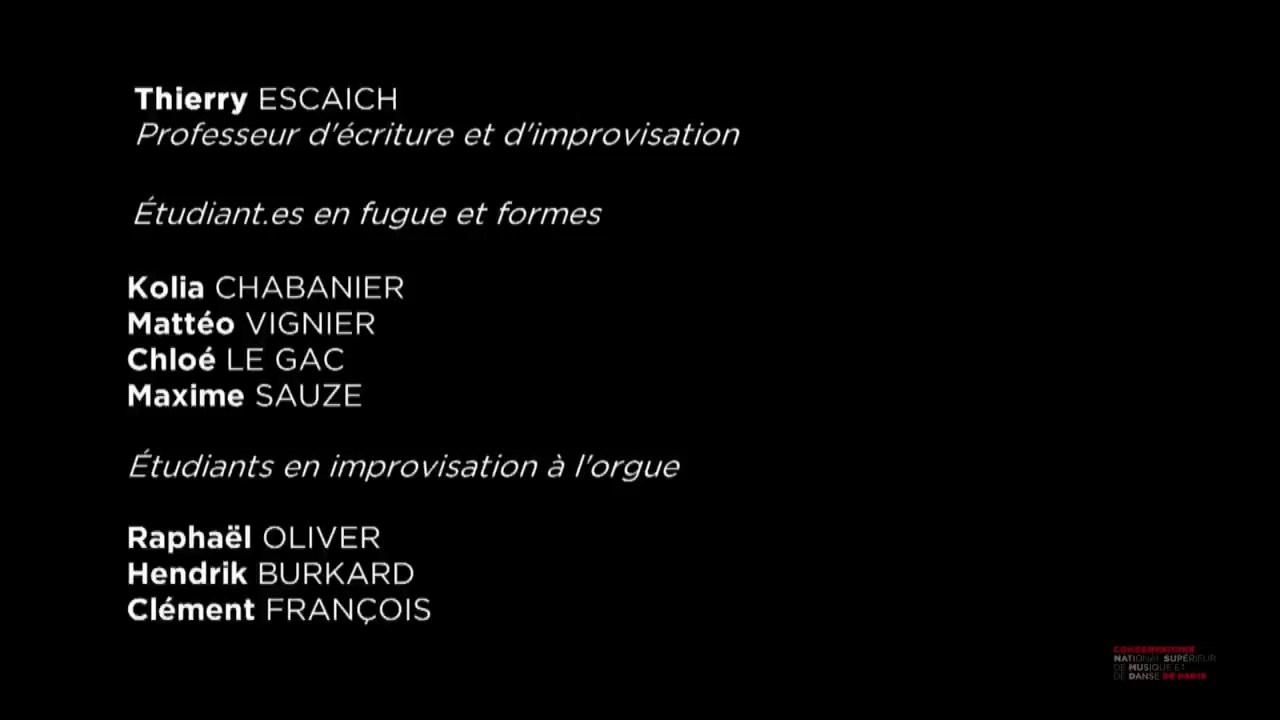 Thierry ESCAICH
Professeur d'écriture et d'improvisation
Étudiant.es en fugue et formes
Kolia CHABANIER
Mattéo VIGNIER
Chloé LE GAC
Maxime SAUZE
Étudiants en improvisation à l'orgue
Raphaël OLIVER
Hendrik BURKARD
Clément FRANÇOIS
CONSERVATOIRE
NATIONAL SUPÉRIEUR
DE MUSIQUE ET
DE DANSE DE PARIS